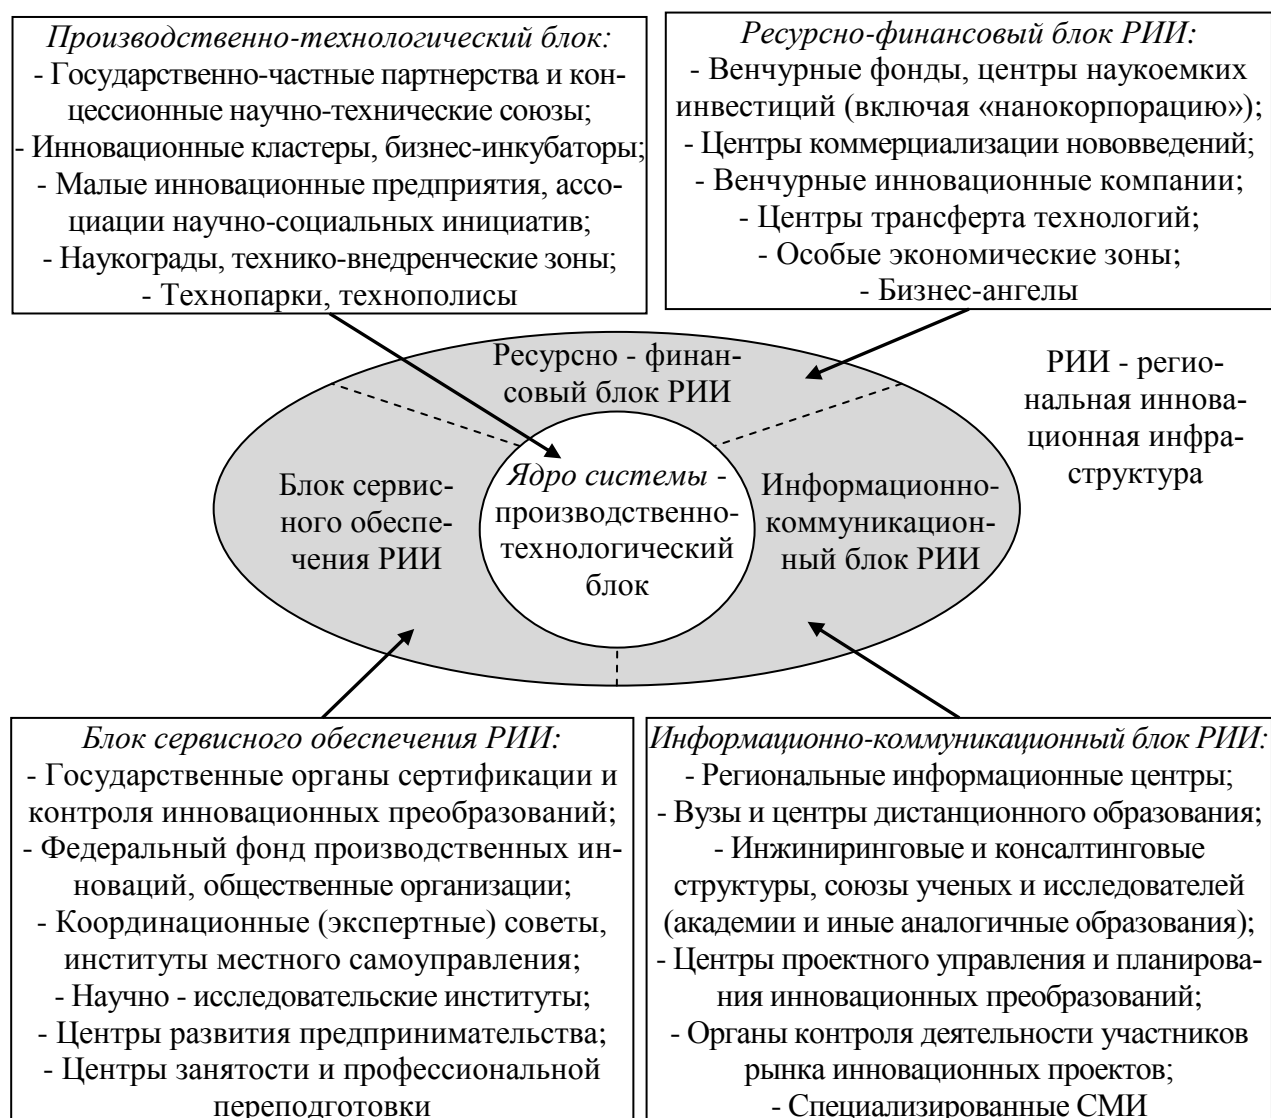 Производственно-технологический блок:
- Государственно-частные партнерства и кон-
цессионные научно-технические союзы;
- Инновационные кластеры, бизнес-инкубаторы;
- Малые инновационные предприятия, ассо-
циации научно-социальных инициатив;
- Наукограды, технико-внедренческие зоны;
- Технопарки, технополисы
Ресурсно-финансовый блок РИИ:
- Венчурные фонды, центры наукоемких
инвестиций (включая «нанокорпорацию»);
- Центры коммерциализации нововведений;
- Венчурные инновационные компании;
- Центры трансферта технологий;
- Особые экономические зоны;
- Бизнес-ангелы
Ресурсно - финан-
совый блок РИИ
РИИ - регио-
нальная иннова-
ционная инфра-
структура
Блок сервис-
ного обеспе-
чения РИИ
Ядро системы -
производственно-
технологический
блок
Информационно-
коммуникацион-
ный блок РИИ
Блок сервисного обеспечения РИИ:
- Государственные органы сертификации и
контроля инновационных преобразований;
- Федеральный фонд производственных ин-
новаций, общественные организации;
- Координационные (экспертные) советы,
институты местного самоуправления;
- Научно - исследовательские институты;
- Центры развития предпринимательства;
- Центры занятости и профессиональной
переподготовки
Информационно-коммуникационный блок РИИ:
- Региональные информационные центры;
- Вузы и центры дистанционного образования;
- Инжиниринговые и консалтинговые
структуры, союзы ученых и исследователей
(академии и иные аналогичные образования);
- Центры проектного управления и планирова-
ния инновационных преобразований;
- Органы контроля деятельности участников
рынка инновационных проектов;
- Специализированные СМИ